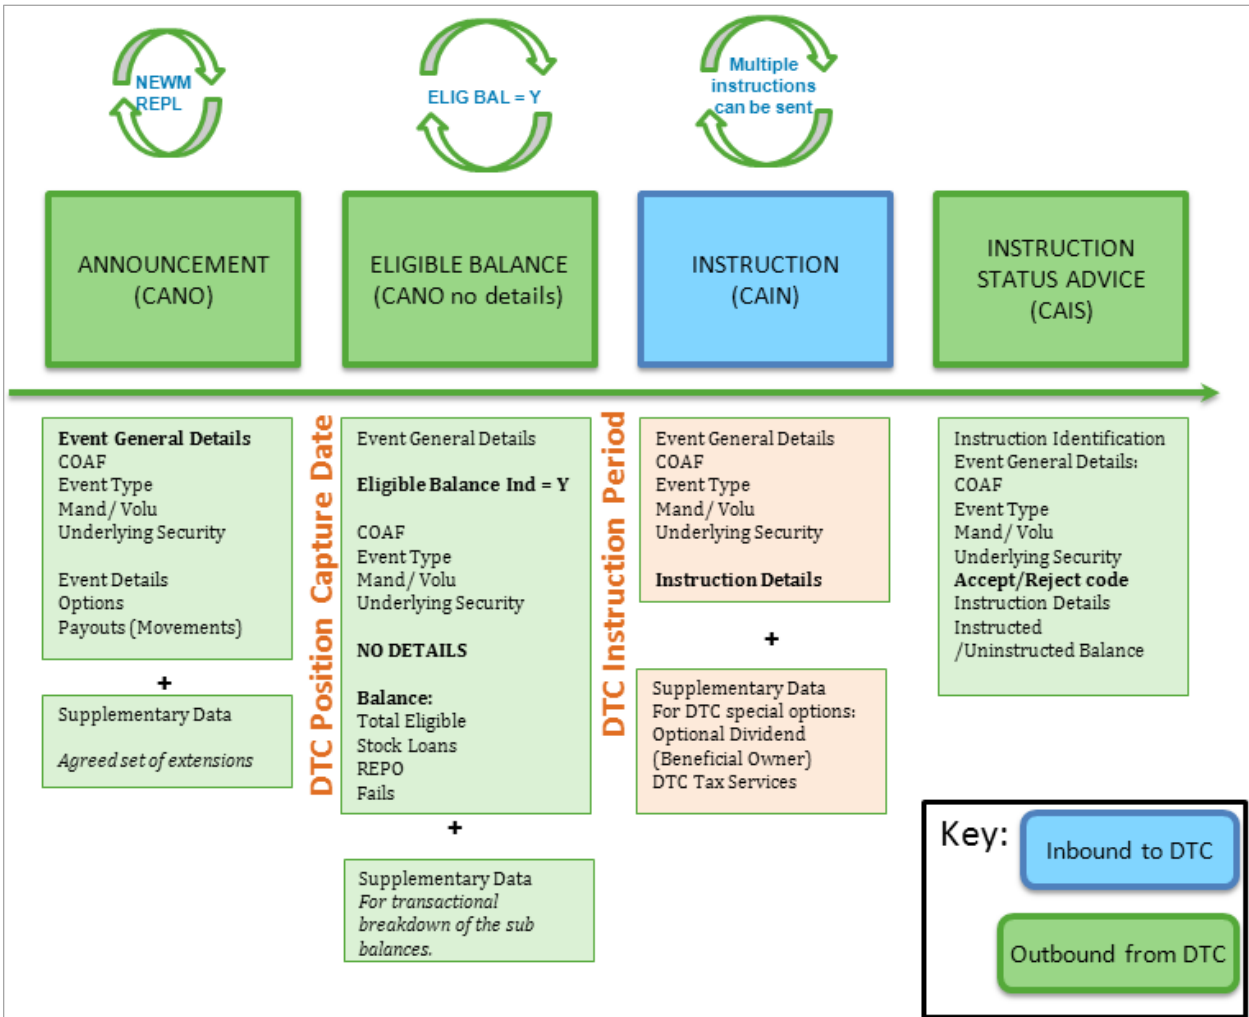 NEWM
REPL
ELIG BAL = Y
Multiple
instructions
can be sent
ANNOUNCEMENT
(CANO)
ELIGIBLE BALANCE
(CANO no details)
INSTRUCTION
(CAIN)
INSTRUCTION
STATUS ADVICE
(CAIS)
Event General Details
COAF
Event Type
Mand/ Volu
Underlying Security
Event Details
Options
Payouts (Movements)
+
Supplementary Data
Agreed set of extensions
DTC Position Capture Date
Event General Details
Eligible Balance Ind = Y
COAF
Event Type
Mand/ Volu
Underlying Security
NO DETAILS
Balance:
Total Eligible
Stock Loans
REPO
Fails
+
Supplementary Data
For transactional
breakdown of the sub
balances.
DTC Instruction Period
Event General Details
COAF
Event Type
Mand/ Volu
Underlying Security
Instruction Details
+
Supplementary Data
For DTC special options:
Optional Dividend
(Beneficial Owner)
DTC Tax Services
Instruction Identification
Event General Details:
COAF
Event Type
Mand/ Volu
Underlying Security
Accept/Reject code
Instruction Details
Instructed
/Uninstructed Balance
Key:
Inbound to DTC
Outbound from DTC